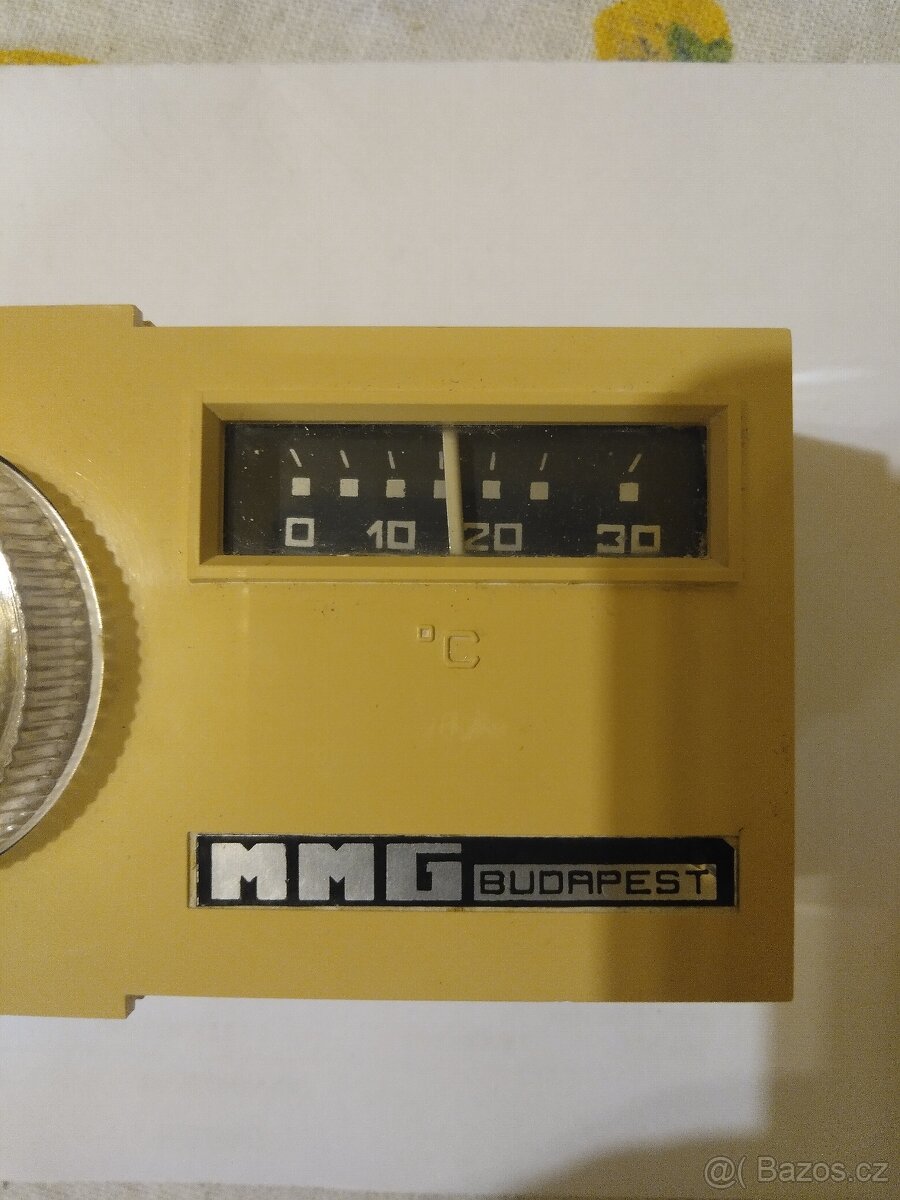 0 10 20 30
°C
MMG BUDAPEST
@( Bazos.cz